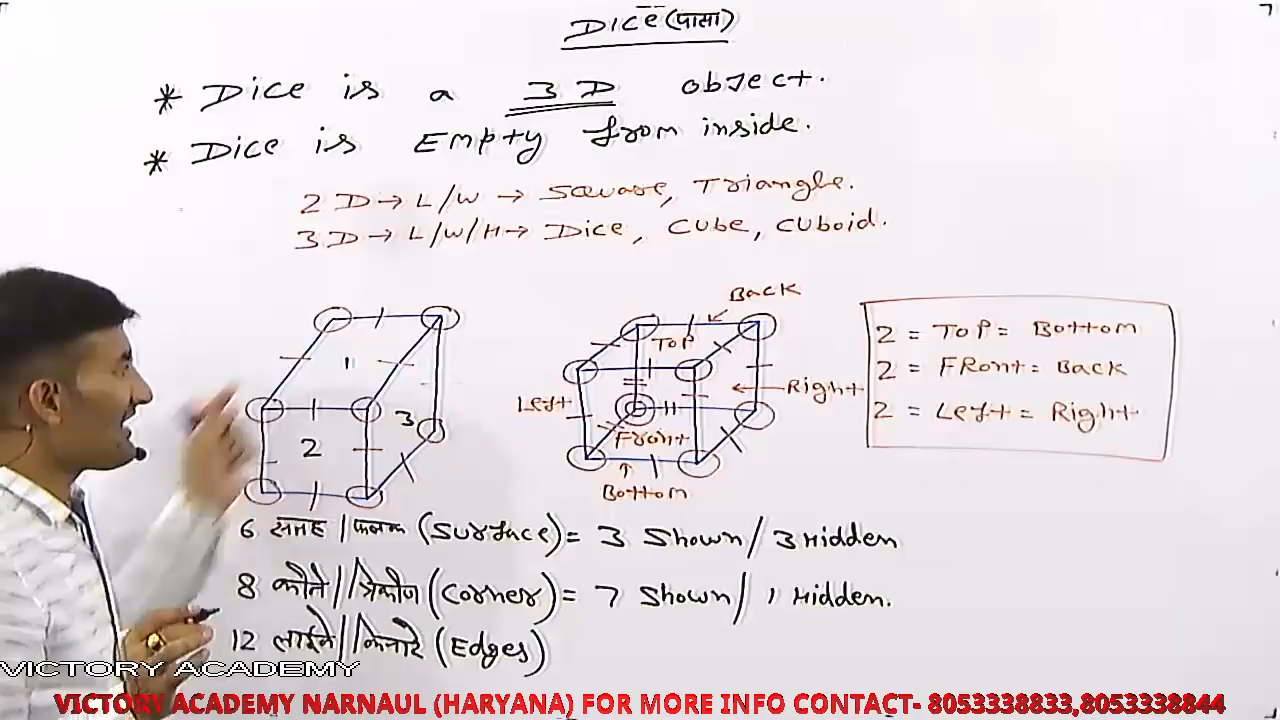 DICE (पासा)
* Dice is a 3D object.
* Dice is Empty from inside.
2D → L/W → Square, Triangle.
3D → L/W/H → Dice, Cube, Cuboid.
1
2
3
Back
Top
Left
Right
Front
Bottom
2 = Top = Bottom
2 = Front = Back
2 = Left = Right
6 सतह / फलक (Surface) = 3 Shown / 3 Hidden
8 कोने // (Corner) = 7 Shown / 1 Hidden.
12 लाईने // किनारे (Edges)
VICTORY ACADEMY
VICTORY ACADEMY NARNAUL (HARYANA) FOR MORE INFO CONTACT- 8053338833,8053338844